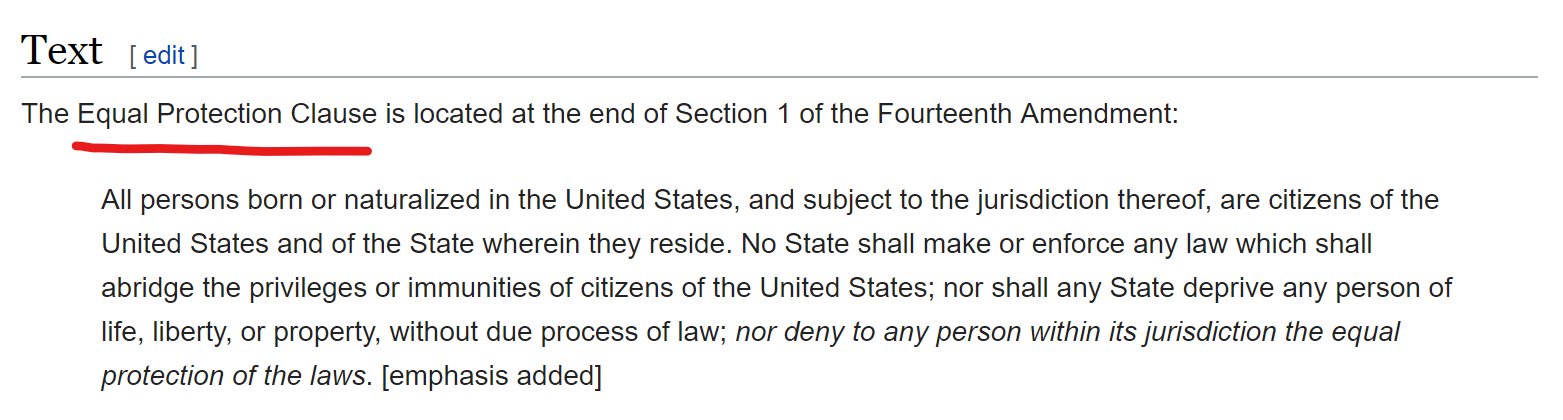 Text [ edit ]
The Equal Protection Clause is located at the end of Section 1 of the Fourteenth Amendment:
All persons born or naturalized in the United States, and subject to the jurisdiction thereof, are citizens of the
United States and of the State wherein they reside. No State shall make or enforce any law which shall
abridge the privileges or immunities of citizens of the United States; nor shall any State deprive any person of
life, liberty, or property, without due process of law; nor deny to any person within its jurisdiction the equal
protection of the laws. [emphasis added]